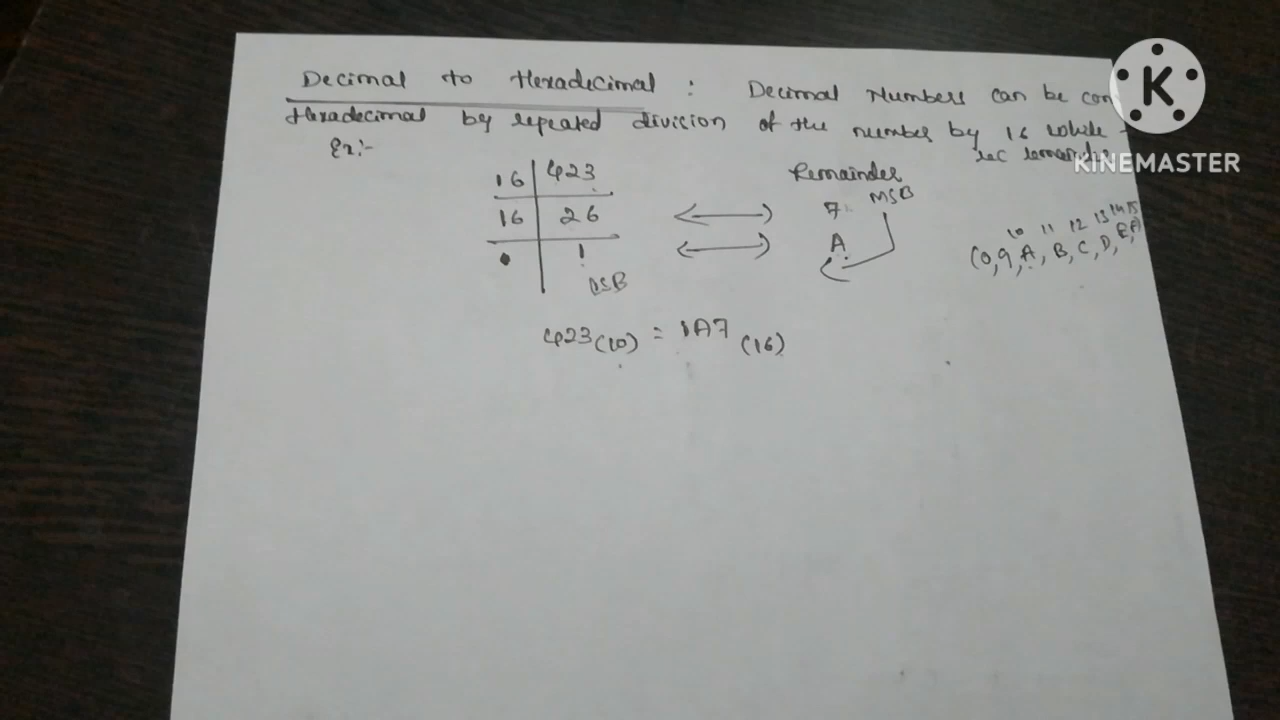 Decimal to Hexadecimal : Decimal Numbers can be con
Hexadecimal by repeated division of the number by 16 while
Ex:-
rec remainder
KINEMASTER
K
16 423
Remainder
16 26
7
MSB
1
A
LSB
10 11 12 13 14 15
(0,9,A, B, C, D, E,
423(10) = 1A7 (16)